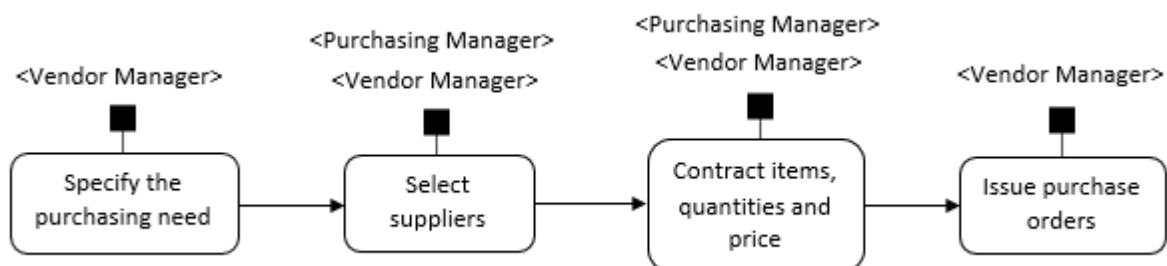 <Vendor Manager>
Specify the
purchasing need
<Purchasing Manager>
<Vendor Manager>
Select
suppliers
<Purchasing Manager>
<Vendor Manager>
Contract items,
quantities and
price
<Vendor Manager>
Issue purchase
orders